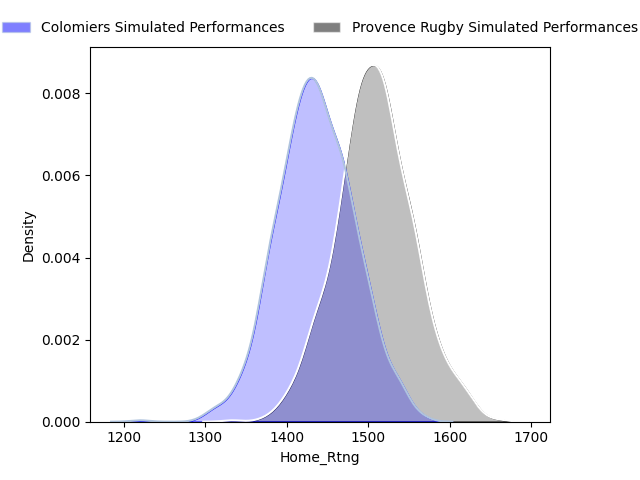 Colomiers Simulated Performances Provence Rugby Simulated Performances
0.008
0.006
0.004
0.002
0.000
Density
1200 1300 1400 1500 1600 1700
Home_Rtng